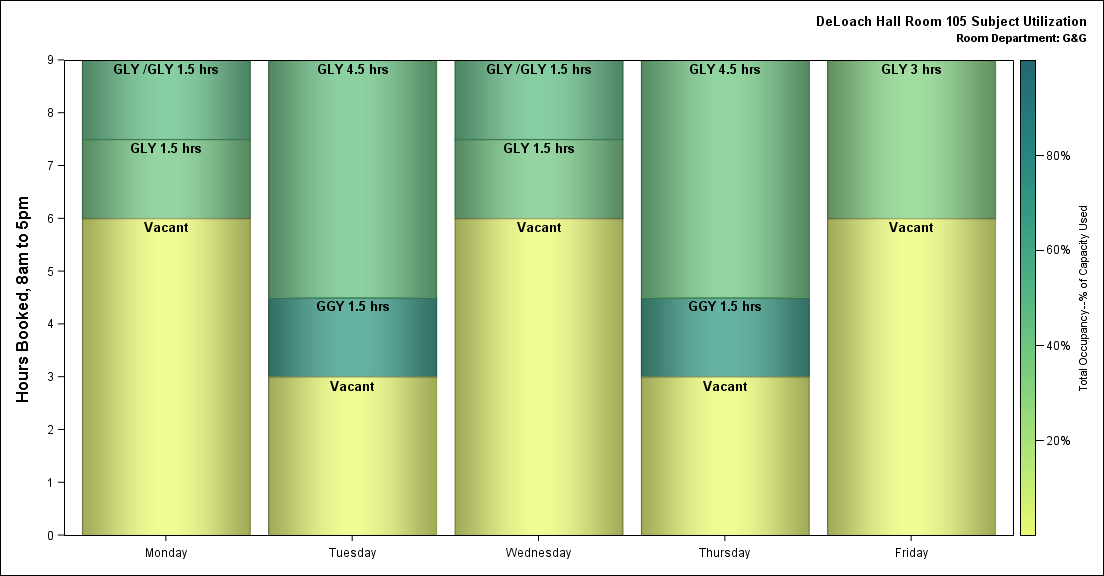 DeLoach Hall Room 105 Subject Utilization
Room Department: G&G
Hours Booked, 8am to 5pm
9
8
7
6
5
4
3
2
1
0
GLY /GLY 1.5 hrs
GLY 1.5 hrs
Vacant
GLY 4.5 hrs
GGY 1.5 hrs
Vacant
GLY /GLY 1.5 hrs
GLY 1.5 hrs
Vacant
GLY 4.5 hrs
GGY 1.5 hrs
Vacant
GLY 3 hrs
Vacant
Monday
Tuesday
Wednesday
Thursday
Friday
80%
60%
40%
20%
Total Occupancy--% of Capacity Used